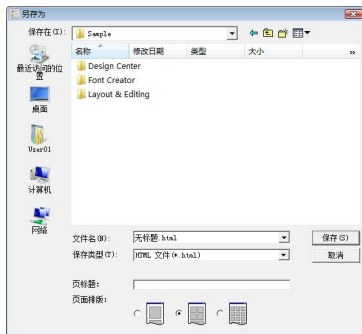 另存为
保存在(I):
Sample
名称
修改日期
类型
大小
»
最近访问的位
置
Design Center
Font Creator
Layout & Editing
桌面
User01
计算机
网络
文件名(N):
无标题.html
保存(S)
保存类型(T):
HTML 文件(*.html)
取消
页标题:
页面排版: